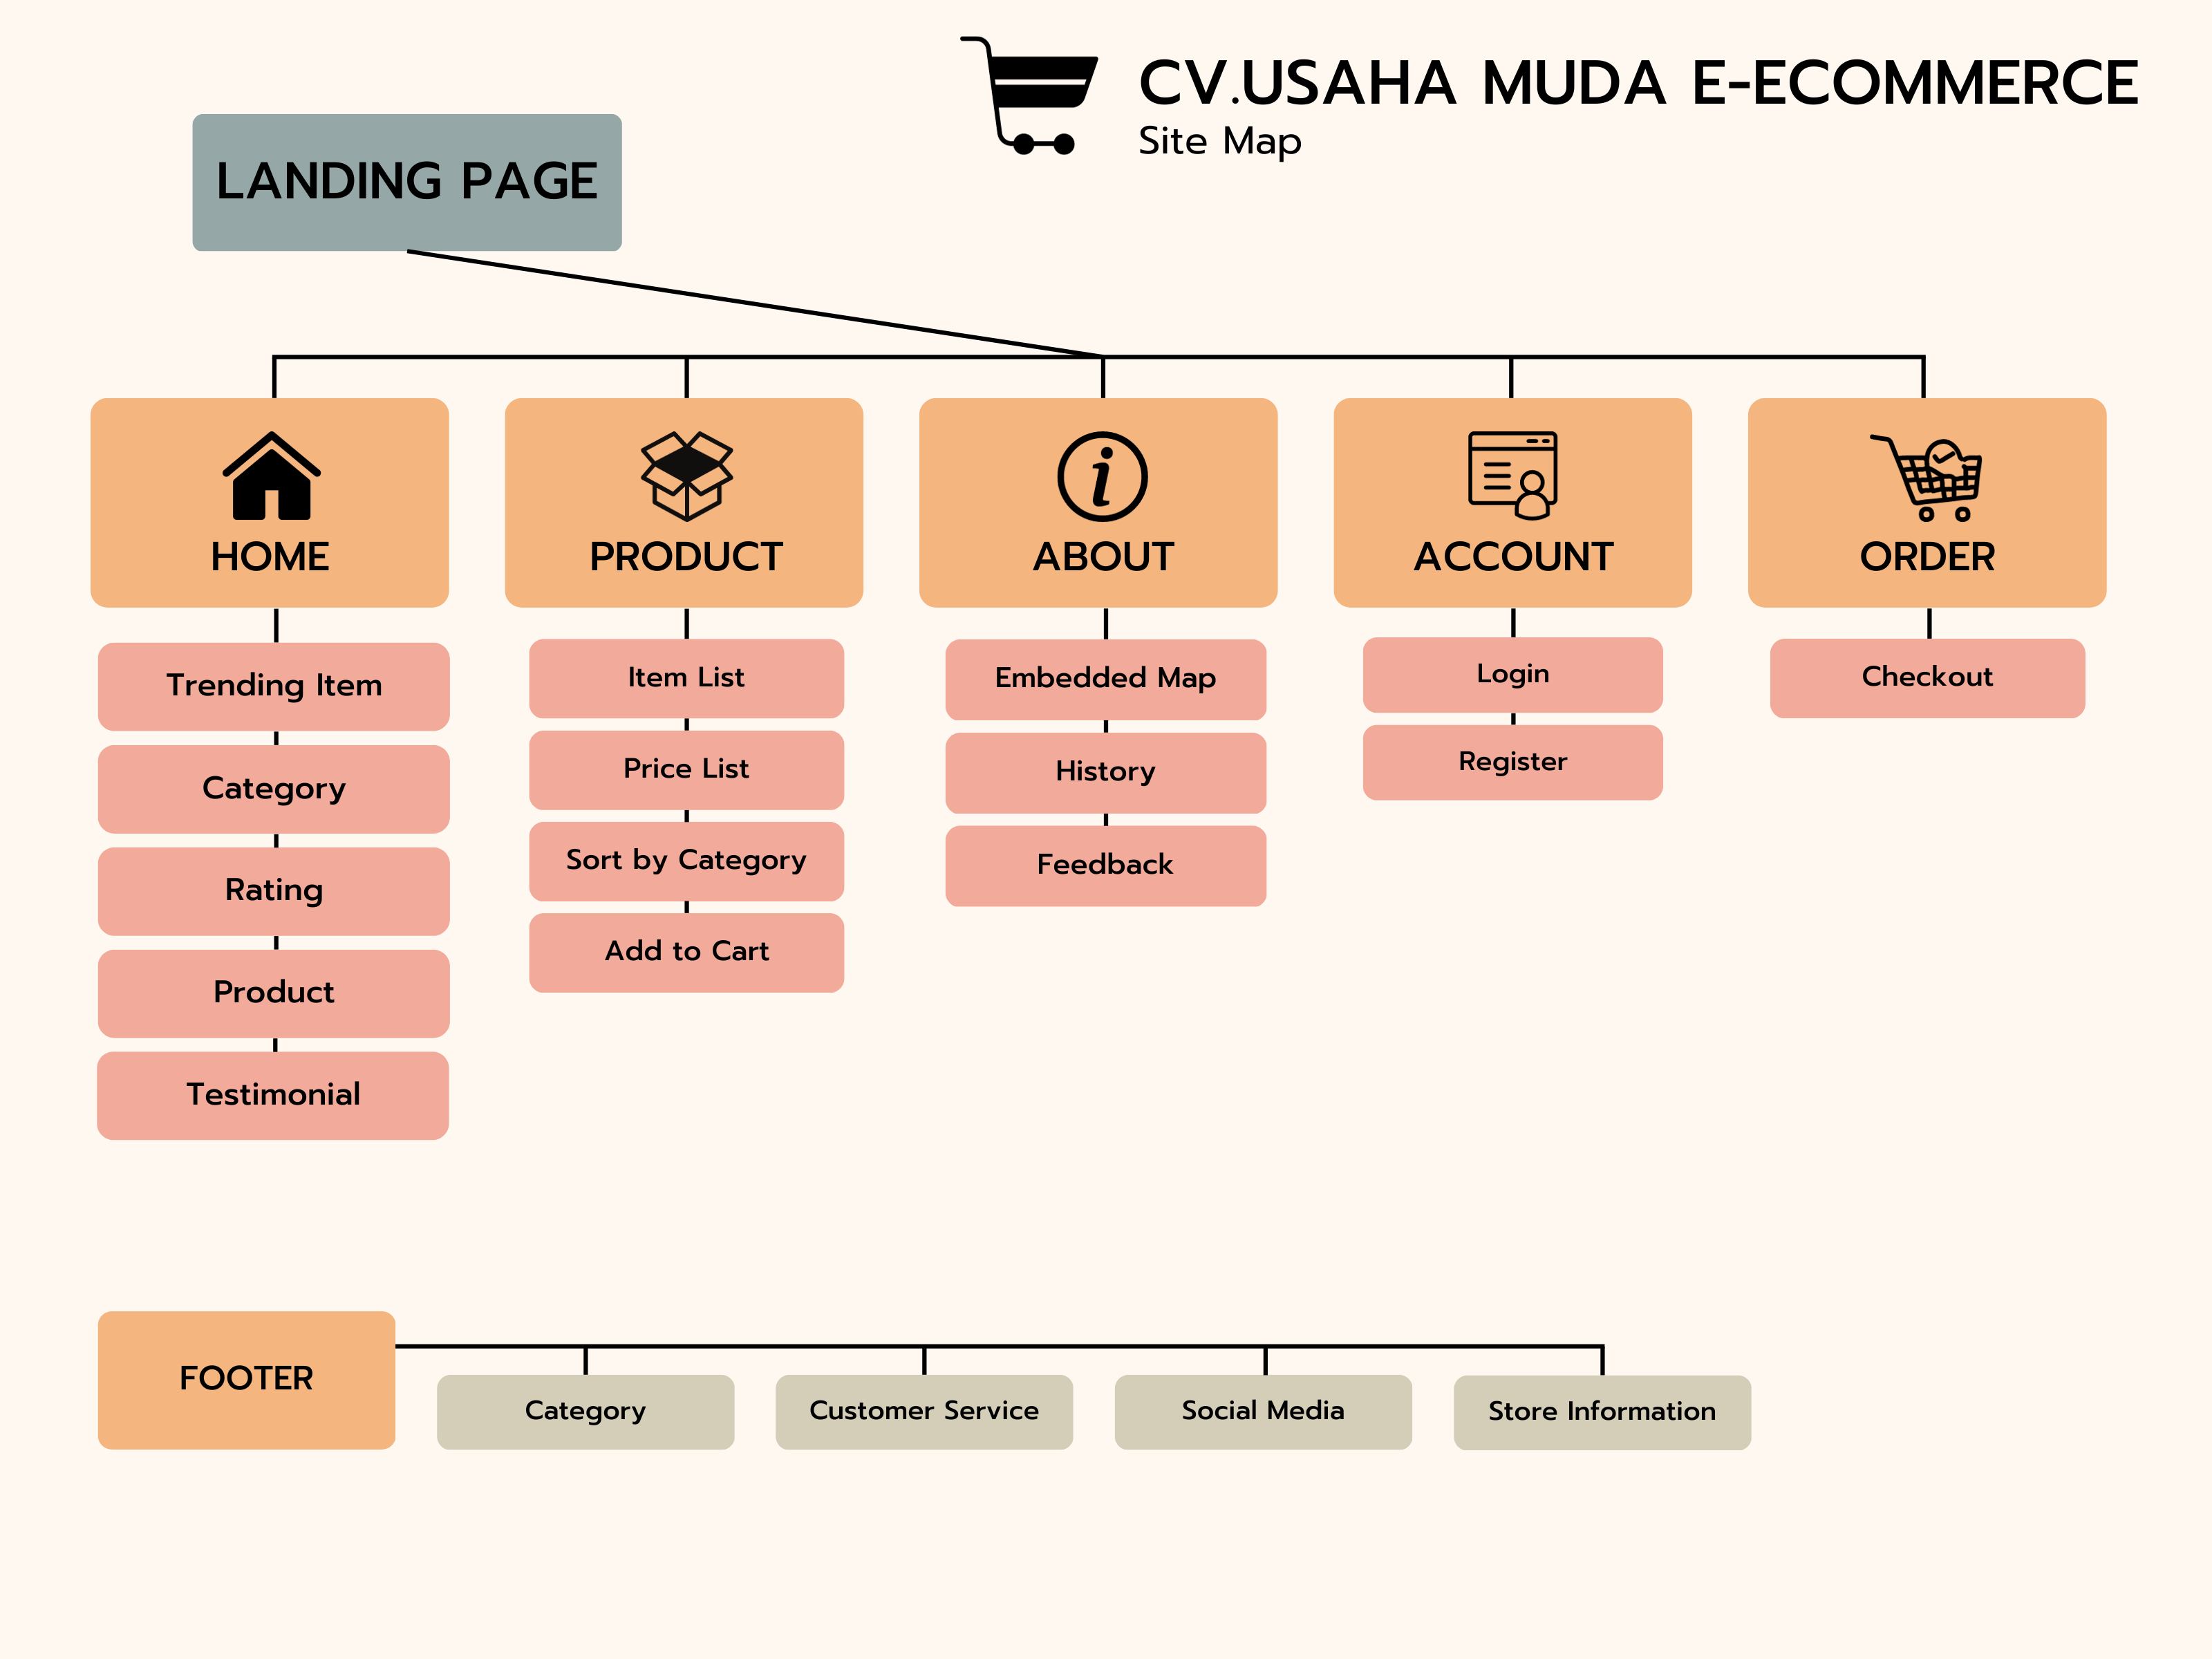 CV.USAHA MUDA E-ECOMMERCE
Site Map
LANDING PAGE
HOME
Trending Item
Category
Rating
Product
Testimonial
PRODUCT
Item List
Price List
Sort by Category
Add to Cart
ABOUT
Embedded Map
History
Feedback
ACCOUNT
Login
Register
ORDER
Checkout
FOOTER
Category
Customer Service
Social Media
Store Information